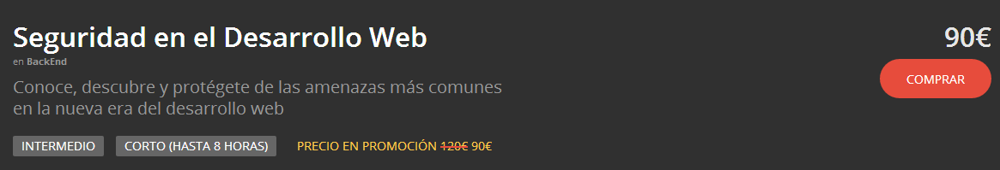 Seguridad en el Desarrollo Web
90€
en BackEnd
COMPRAR
Conoce, descubre y protégete de las amenazas más comunes
en la nueva era del desarrollo web
INTERMEDIO
CORTO (HASTA 8 HORAS)
PRECIO EN PROMOCIÓN 120€ 90€